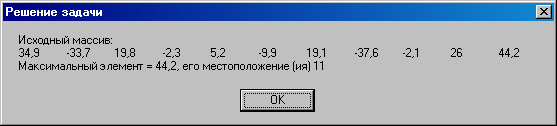 Решение задачи
Исходный массив:
34,9 -33,7 19,8 -2,3 5,2 -9,9 19,1 -37,6 -2,1 26 44,2
Максимальный элемент = 44,2, его местоположение (ия) 11
OK